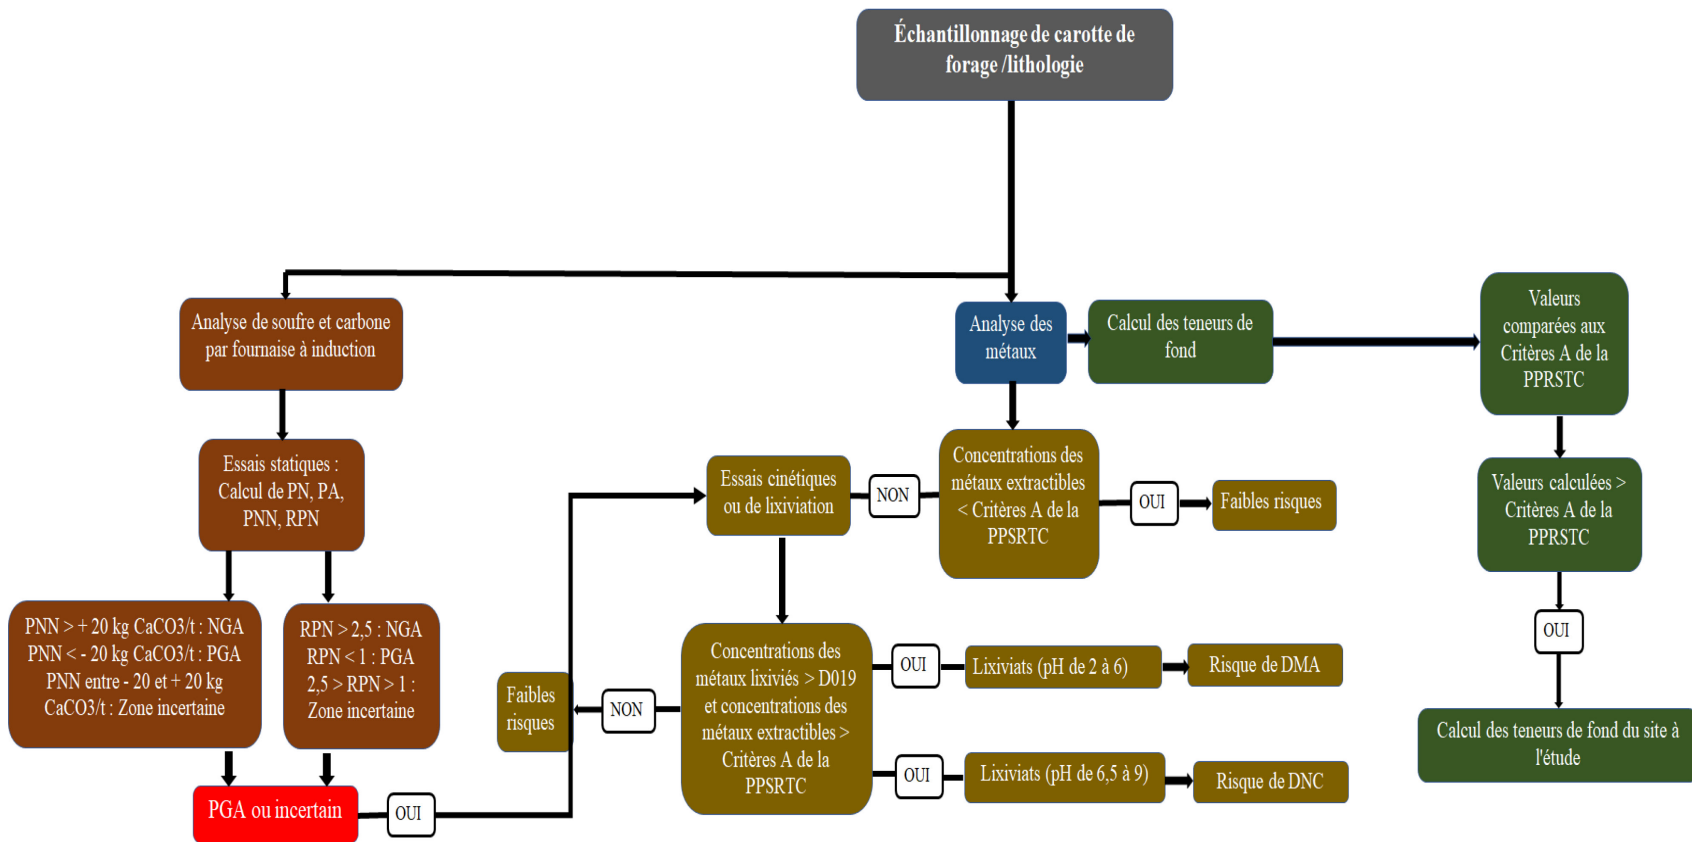 Échantillonnage de carotte de
forage /lithologie
Analyse de soufre et carbone
par fournaise à induction
Analyse des
métaux
Calcul des teneurs de
fond
Valeurs
comparées aux
Critères A de la
PPRSTC
Essais statiques :
Calcul de PN, PA,
PNN, RPN
Essais cinétiques
ou de lixiviation
NON
Concentrations des
métaux extractibles
< Critères A de la
PPSRTC
OUI
Faibles risques
Valeurs calculées >
Critères A de la
PPRSTC
PNN > + 20 kg CaCO3/t : NGA
PNN < - 20 kg CaCO3/t : PGA
PNN entre - 20 et + 20 kg
CaCO3/t : Zone incertaine
RPN > 2,5 : NGA
RPN < 1 : PGA
2,5 > RPN > 1 :
Zone incertaine
Faibles
risques
NON
Concentrations des
métaux lixiviés > D019
et concentrations des
métaux extractibles >
Critères A de la
PPSRTC
OUI
Lixiviats (pH de 2 à 6)
Risque de DMA
OUI
Lixiviats (pH de 6,5 à 9)
Risque de DNC
OUI
Calcul des teneurs de fond du site à
l'étude
PGA ou incertain
OUI